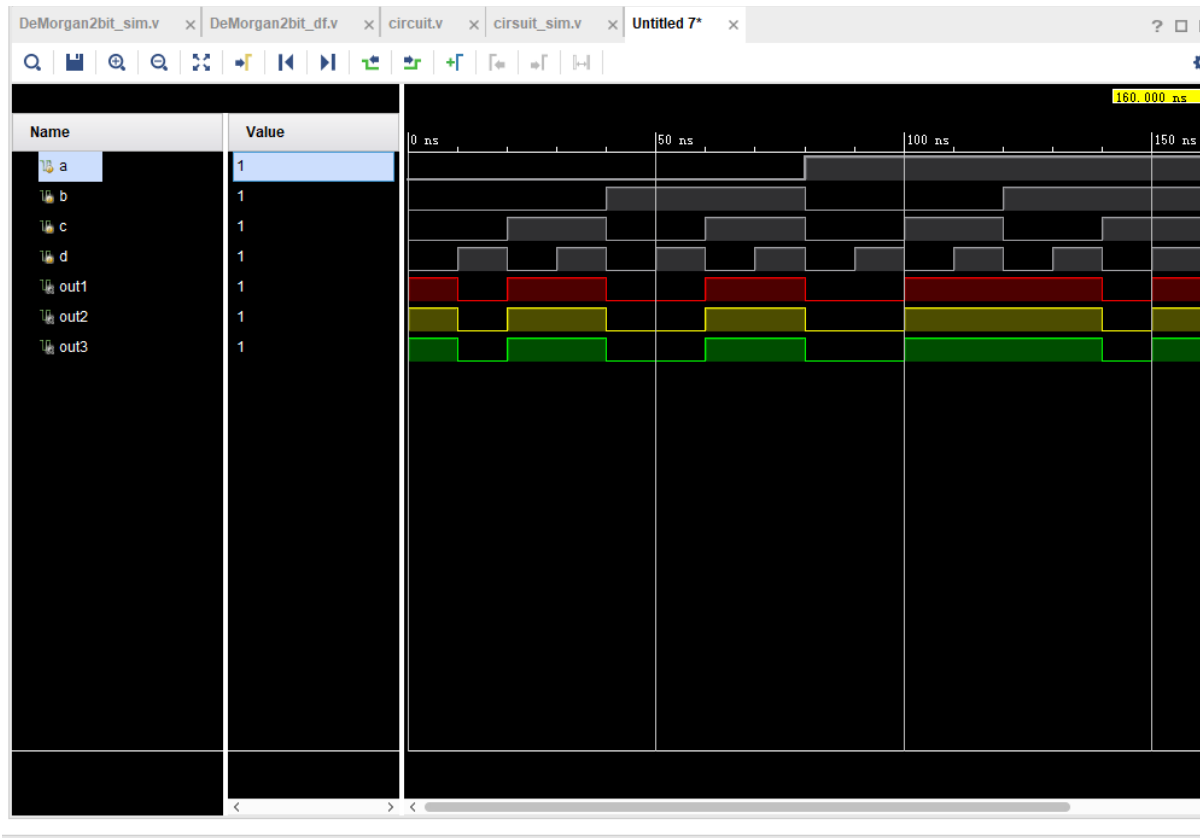 DeMorgan2bit_sim.v × DeMorgan2bit_df.v × circuit.v × cirsuit_sim.v × Untitled 7* ×
?
160.000 ns
Name Value
0 ns 50 ns 100 ns 150 ns
a 1
b 1
c 1
d 1
out1 1
out2 1
out3 1